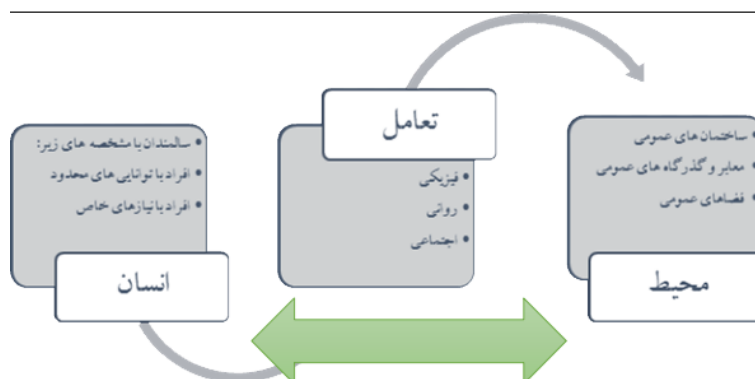 محیط
ساختمان های عمومی
معابر و گذرگاه های عمومی
فضاهای عمومی
تعامل
فیزیکی
روانی
اجتماعی
انسان
سالمندان با مشخصه های زیر:
افراد با توانایی های محدود
افراد با نیازهای خاص